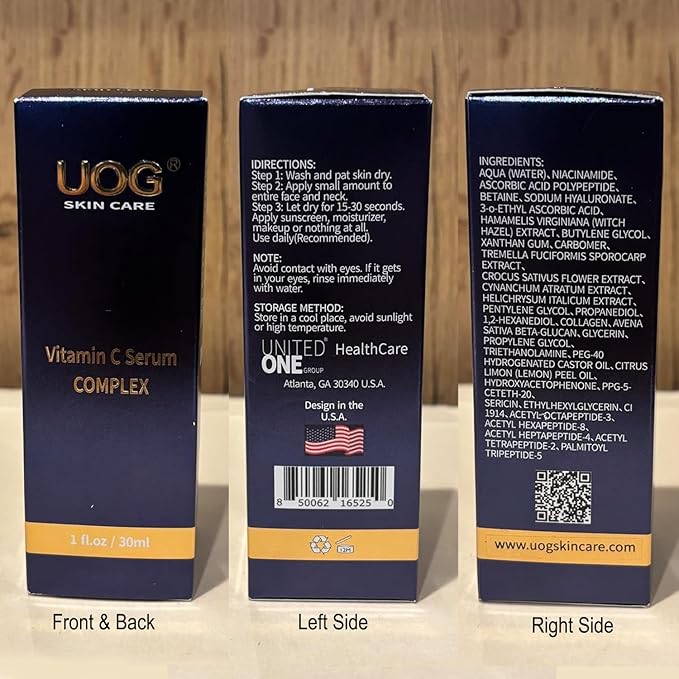 UOG®
SKIN CARE
Vitamin C Serum
COMPLEX
1 fl.oz / 30ml
Front & Back
IDIRECTIONS:
Step 1: Wash and pat skin dry.
Step 2: Apply small amount to
entire face and neck.
Step 3: Let dry for 15-30 seconds.
Apply sunscreen, moisturizer,
makeup or nothing at all.
Use daily(Recommended).
NOTE:
Avoid contact with eyes. If it gets
in your eyes, rinse immediately
with water.
STORAGE METHOD:
Store in a cool place, avoid sunlight
or high temperature.
UNITED® HealthCare
ONE GROUP
Atlanta, GA 30340 U.S.A.
Design in the
U.S.A.
8 50062 16525 0
Left Side
INGREDIENTS:
AQUA (WATER)、NIACINAMIDE、
ASCORBIC ACID POLYPEPTIDE、
BETAINE、SODIUM HYALURONATE、
3-o-ETHYL ASCORBIC ACID、
HAMAMELIS VIRGINIANA (WITCH
HAZEL) EXTRACT、BUTYLENE GLYCOL、
XANTHAN GUM、CARBOMER、
TREMELLA FUCIFORMIS SPOROCARP
EXTRACT、
CROCUS SATIVUS FLOWER EXTRACT、
CYNANCHUM ATRATUM EXTRACT、
HELICHRYSUM ITALICUM EXTRACT、
PENTYLENE GLYCOL、PROPANEDIOL、
1,2-HEXANEDIOL、COLLAGEN、AVENA
SATIVA BETA-GLUCAN、GLYCERIN、
PROPYLENE GLYCOL、
TRIETHANOLAMINE、PEG-40
HYDROGENATED CASTOR OIL、CITRUS
LIMON (LEMON) PEEL OIL、
HYDROXYACETOPHENONE、PPG-5-
CETETH-20、
SERICIN、ETHYLHEXYLGLYCERIN、CI
1914、ACETYL-OCTAPEPTIDE-3、
ACETYL HEXAPEPTIDE-8、
ACETYL HEPTAPEPTIDE-4、ACETYL
TETRAPEPTIDE-2、PALMITOYL
TRIPEPTIDE-5
www.uogskincare.com
Right Side